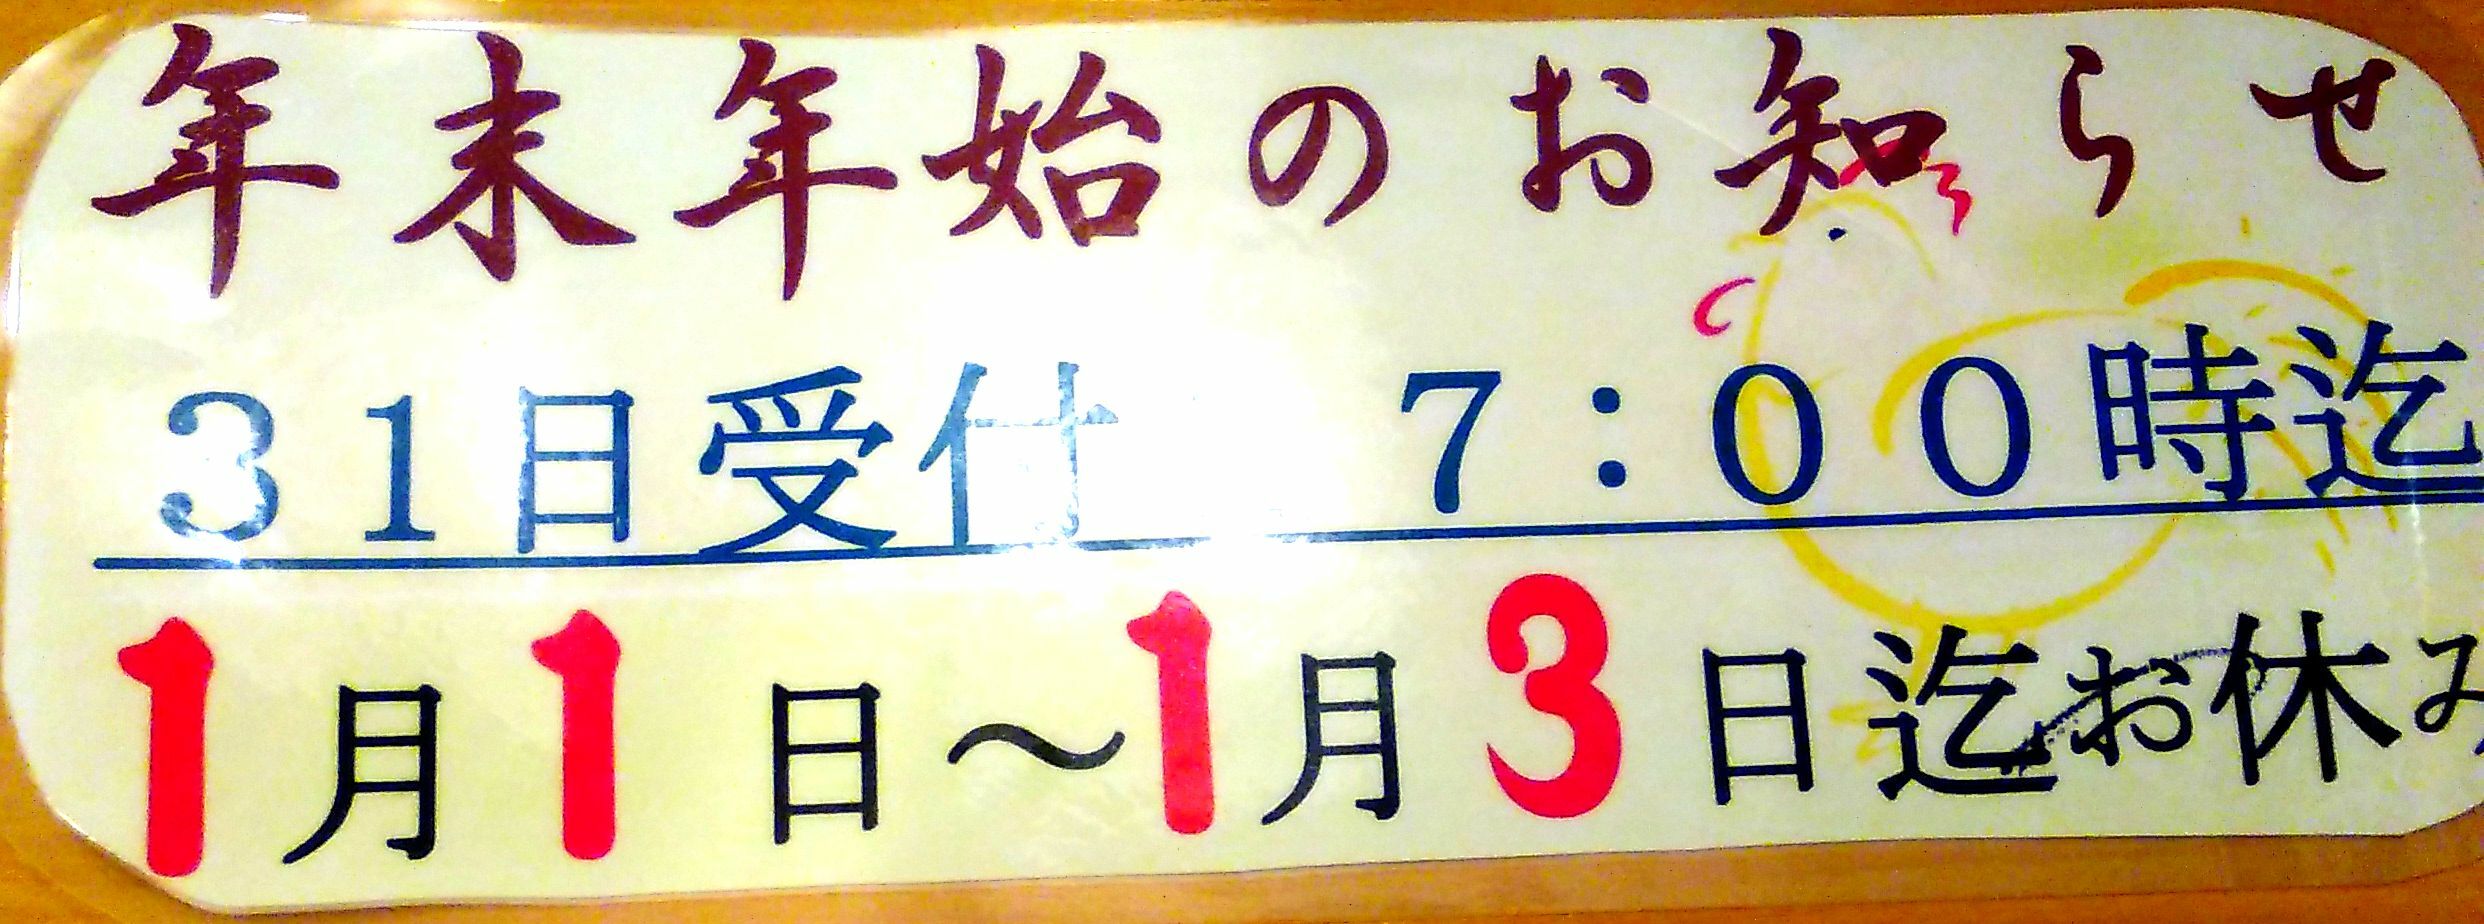 年末年始のお知らせ
３１日受付　７：００時迄
1月1日～1月3日迄お休み